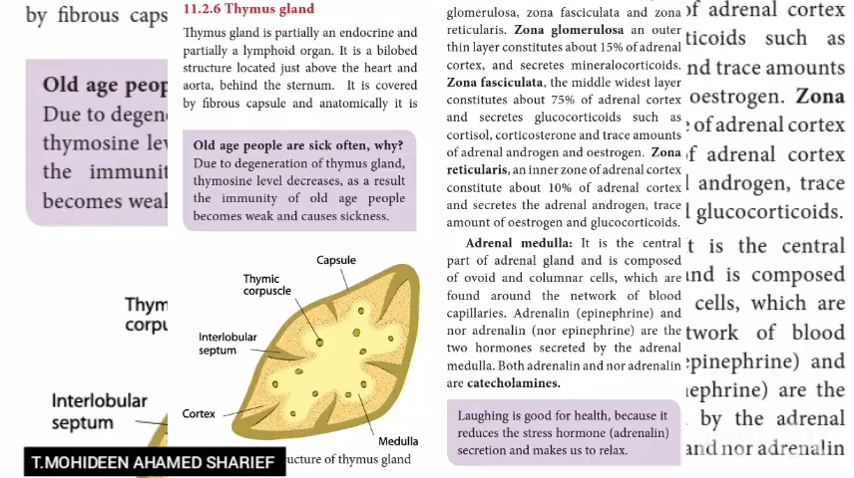 by fibrous caps
Old age peop
Due to degen
thymosine lev
the immunit
becomes weal
Thym
corpu
Interlobular
septum
T.MOHIDEEN AHAMED SHARIEF
11.2.6 Thymus gland
Thymus gland is partially an endocrine and
partially a lymphoid organ. It is a bilobed
structure located just above the heart and
aorta, behind the sternum. It is covered
by fibrous capsule and anatomically it is
Old age people are sick often, why?
Due to degeneration of thymus gland,
thymosine level decreases, as a result
the immunity of old age people
becomes weak and causes sickness.
Capsule
Thymic
corpuscle
Interlobular
septum
Cortex
Medulla
ucture of thymus gland
glomerulosa, zona fasciculata and zona
reticularis. Zona glomerulosa an outer
thin layer constitutes about 15% of adrenal
cortex, and secretes mineralocorticoids.
Zona fasciculata, the middle widest layer
constitutes about 75% of adrenal cortex
and secretes glucocorticoids such as
cortisol, corticosterone and trace amounts
of adrenal androgen and oestrogen. Zona
reticularis, an inner zone of adrenal cortex
constitute about 10% of adrenal cortex
and secretes the adrenal androgen, trace
amount of oestrogen and glucocorticoids.
Adrenal medulla: It is the central
part of adrenal gland and is composed
of ovoid and columnar cells, which are
found around the network of blood
capillaries. Adrenalin (epinephrine) and
nor adrenalin (nor epinephrine) are the
two hormones secreted by the adrenal
medulla. Both adrenalin and nor adrenalin
are catecholamines.
Laughing is good for health, because it
reduces the stress hormone (adrenalin)
secretion and makes us to relax.
of adrenal cortex
ticoids such as
nd trace amounts
oestrogen. Zona
e of adrenal cortex
of adrenal cortex
l androgen, trace
l glucocorticoids.
t is the central
and is composed
cells, which are
twork of blood
epinephrine) and
nephrine) are the
by the adrenal
and nor adrenalin